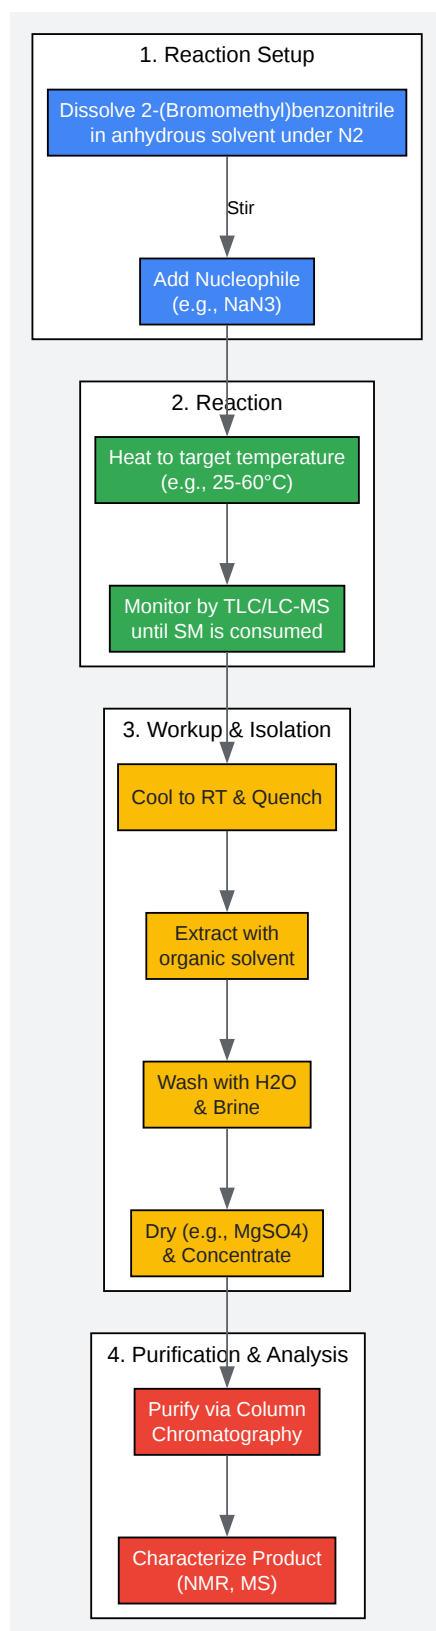 1. Reaction Setup
Dissolve 2-(Bromomethyl)benzonitrile
in anhydrous solvent under N2
Stir
Add Nucleophile
(e.g., NaN3)
2. Reaction
Heat to target temperature
(e.g., 25-60°C)
Monitor by TLC/LC-MS
until SM is consumed
3. Workup & Isolation
Cool to RT & Quench
Extract with
organic solvent
Wash with H2O
& Brine
Dry (e.g., MgSO4)
& Concentrate
4. Purification & Analysis
Purify via Column
Chromatography
Characterize Product
(NMR, MS)